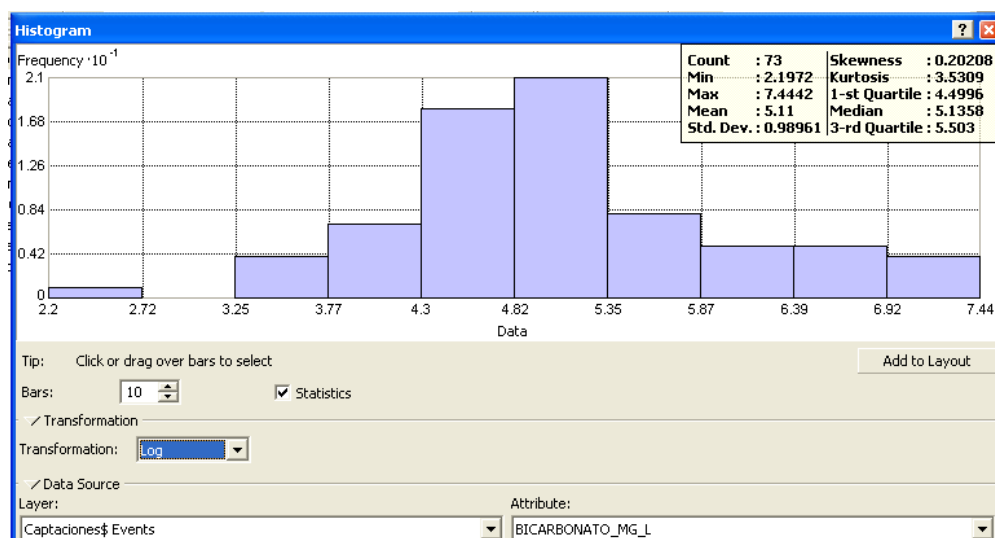 Histogram
Frequency · 10⁻¹
2.1
1.68
1.26
0.84
0.42
0
2.2 2.72 3.25 3.77 4.3 4.82 5.35 5.87 6.39 6.92 7.44
Data
Count : 73 Skewness : 0.20208
Min : 2.1972 Kurtosis : 3.5309
Max : 7.4442 1-st Quartile : 4.4996
Mean : 5.11 Median : 5.1358
Std. Dev. : 0.98961 3-rd Quartile : 5.503
Tip: Click or drag over bars to select Add to Layout
Bars: 10 Statistics
Transformation
Transformation: Log
Data Source
Layer: Attribute:
Captaciones$ Events BICARBONATO_MG_L